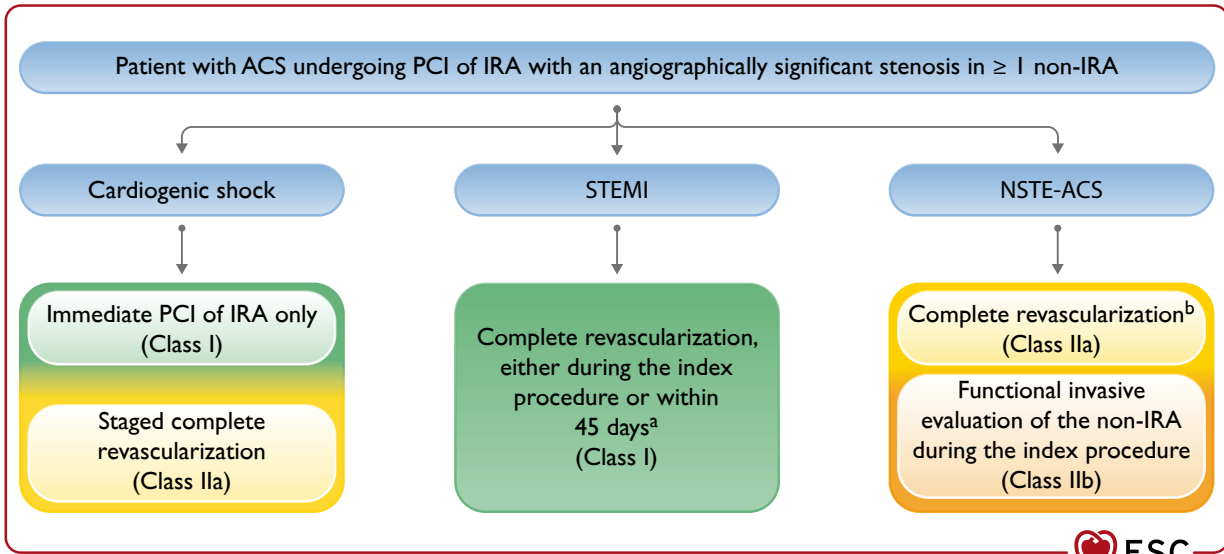 Patient with ACS undergoing PCI of IRA with an angiographically significant stenosis in ≥ 1 non-IRA
Cardiogenic shock
STEMI
NSTE-ACS
Immediate PCI of IRA only
(Class I)
Staged complete
revascularization
(Class IIa)
Complete revascularization,
either during the index
procedure or within
45 daysᵃ
(Class I)
Complete revascularizationᵇ
(Class IIa)
Functional invasive
evaluation of the non-IRA
during the index procedure
(Class IIb)
ESC